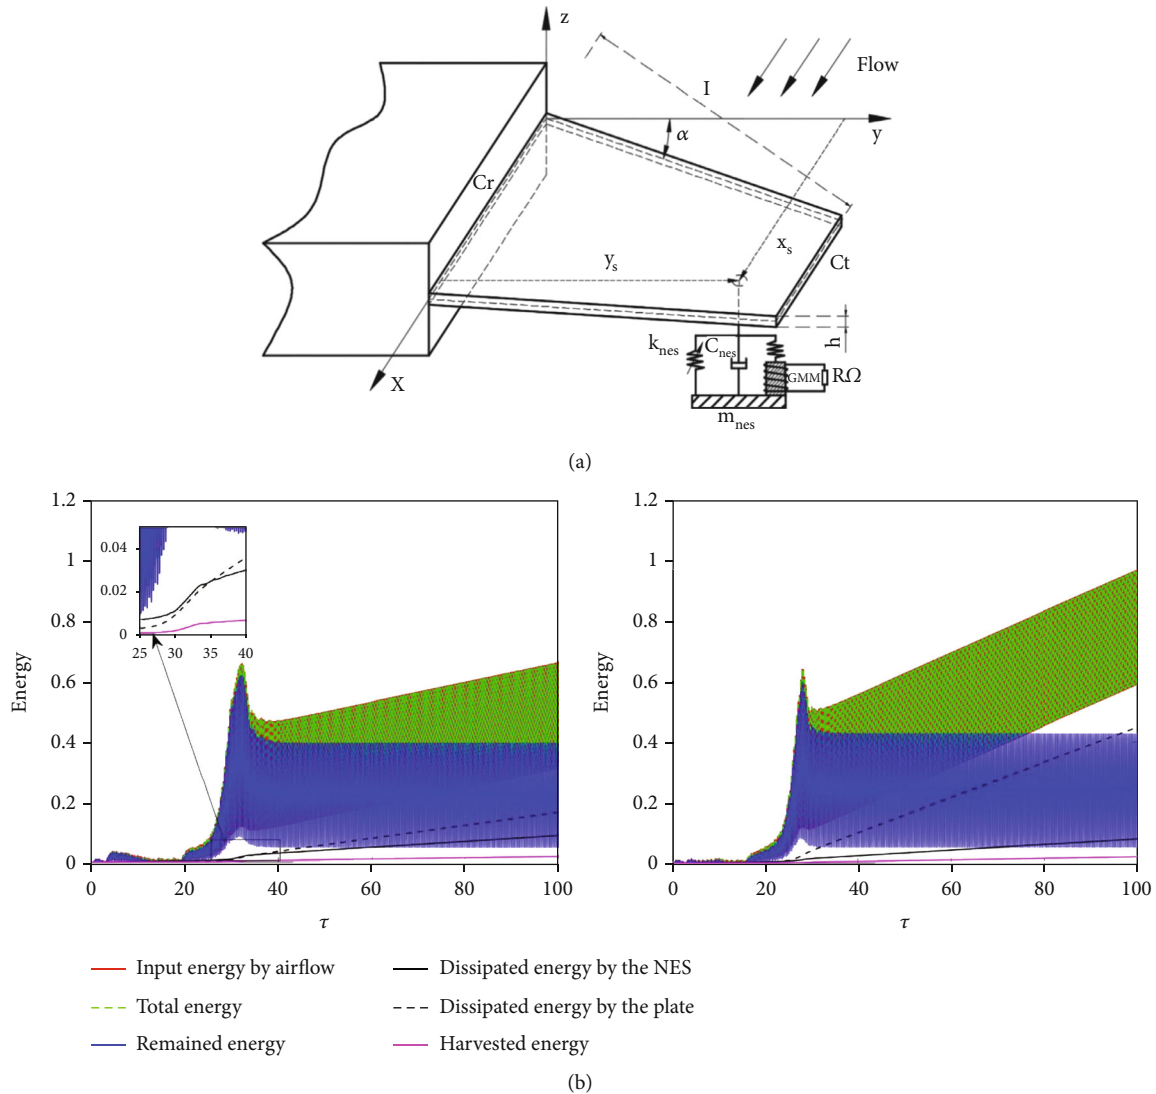 z
Flow
I
y
α
Cr
x_s
y_s
Ct
h
k_nes
C_nes
GMM
RΩ
X
m_nes
(a)
1.2
1
0.8
0.6
0.4
0.2
0
Energy
0.04
0.02
0
25 30 35 40
0 20 40 60 80 100
τ
1.2
1
0.8
0.6
0.4
0.2
0
Energy
0 20 40 60 80 100
τ
Input energy by airflow
Total energy
Remained energy
Dissipated energy by the NES
Dissipated energy by the plate
Harvested energy
(b)